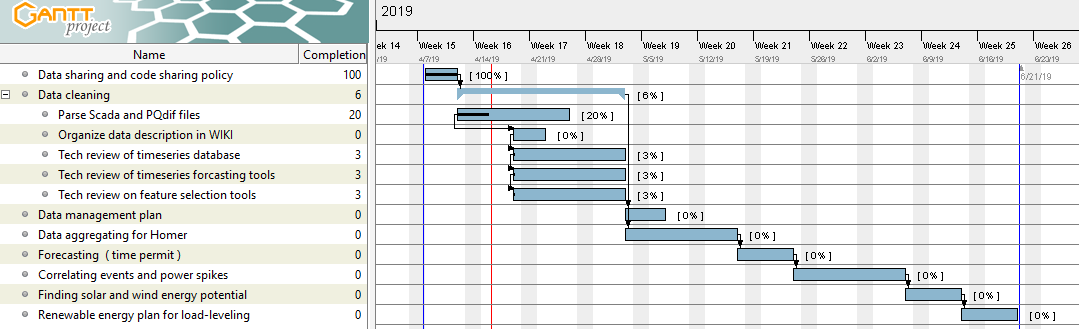 GANTT project
2019
Name Completion
ek 14 Week 15 Week 16 Week 17 Week 18 Week 19 Week 20 Week 21 Week 22 Week 23 Week 24 Week 25 Week 26
/19 4/7/19 4/14/19 4/21/19 4/28/19 5/5/19 5/12/19 5/19/19 5/26/19 6/2/19 6/9/19 6/16/19 6/23/19
Data sharing and code sharing policy 100 [ 100% ] 6/21/19
Data cleaning 6 [ 6% ]
Parse Scada and PQdif files 20 [ 20% ]
Organize data description in WIKI 0 [ 0% ]
Tech review of timeseries database 3 [ 3% ]
Tech review of timeseries forcasting tools 3 [ 3% ]
Tech review on feature selection tools 3 [ 3% ]
Data management plan 0 [ 0% ]
Data aggregating for Homer 0 [ 0% ]
Forecasting ( time permit ) 0 [ 0% ]
Correlating events and power spikes 0 [ 0% ]
Finding solar and wind energy potential 0 [ 0% ]
Renewable energy plan for load-leveling 0 [ 0% ]